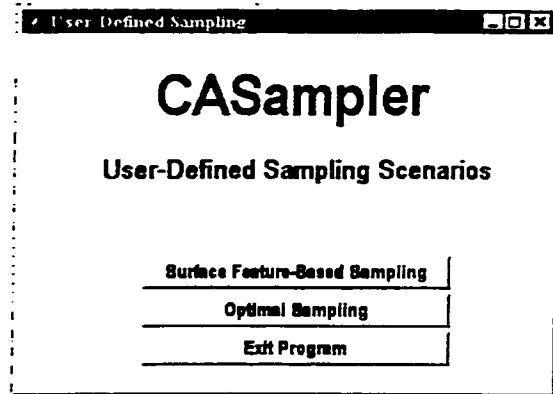 User Defined Sampling
CASampler
User-Defined Sampling Scenarios
Surface Feature-Based Sampling
Optimal Sampling
Exit Program